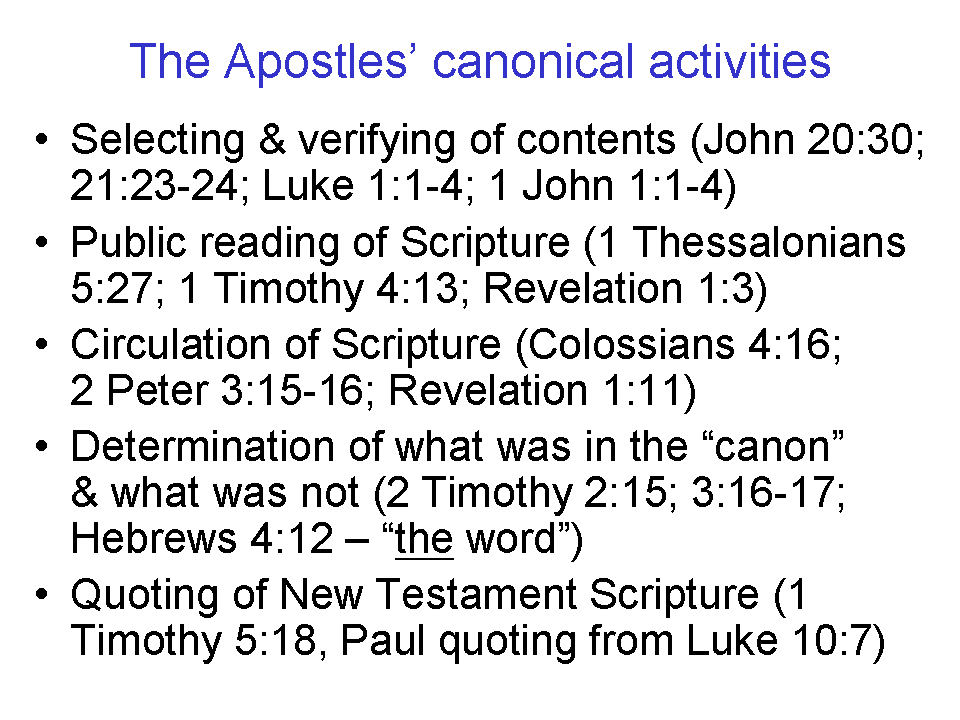 The Apostles’ canonical activities
• Selecting & verifying of contents (John 20:30;
21:23-24; Luke 1:1-4; 1 John 1:1-4)
• Public reading of Scripture (1 Thessalonians
5:27; 1 Timothy 4:13; Revelation 1:3)
• Circulation of Scripture (Colossians 4:16;
2 Peter 3:15-16; Revelation 1:11)
• Determination of what was in the “canon”
& what was not (2 Timothy 2:15; 3:16-17;
Hebrews 4:12 – “the word”)
• Quoting of New Testament Scripture (1
Timothy 5:18, Paul quoting from Luke 10:7)